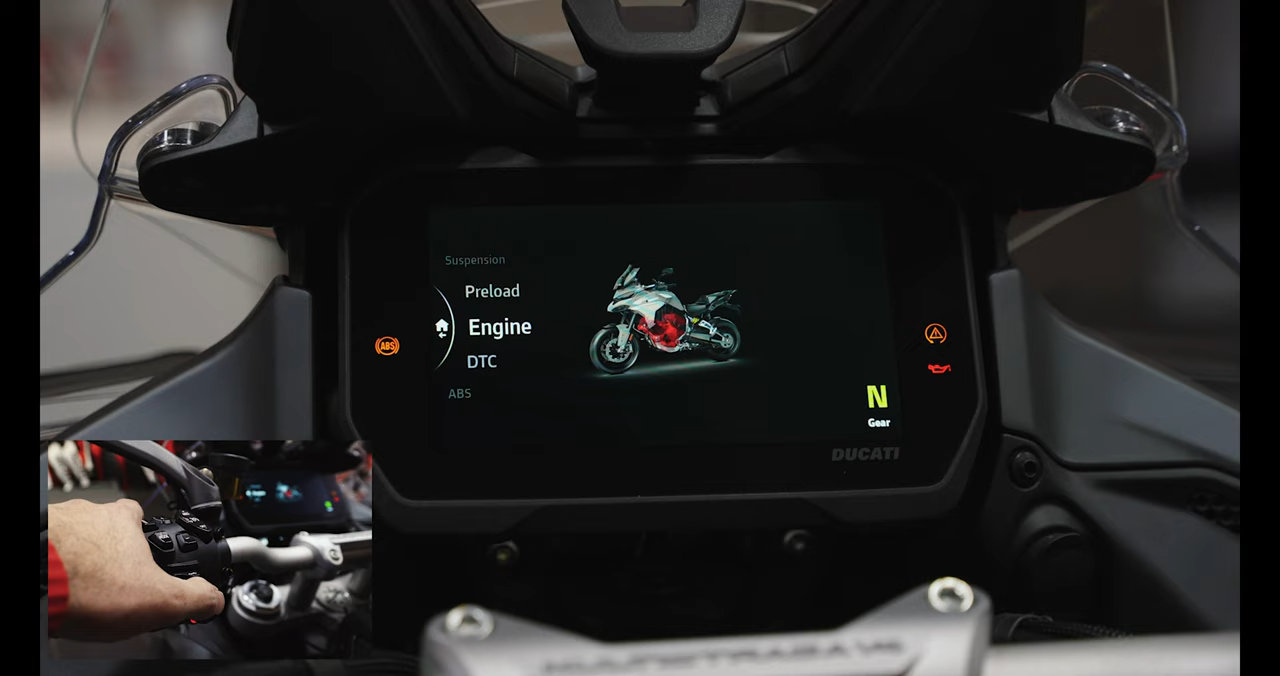 Suspension
Preload
Engine
DTC
ABS
ABS
N
Gear
DUCATI